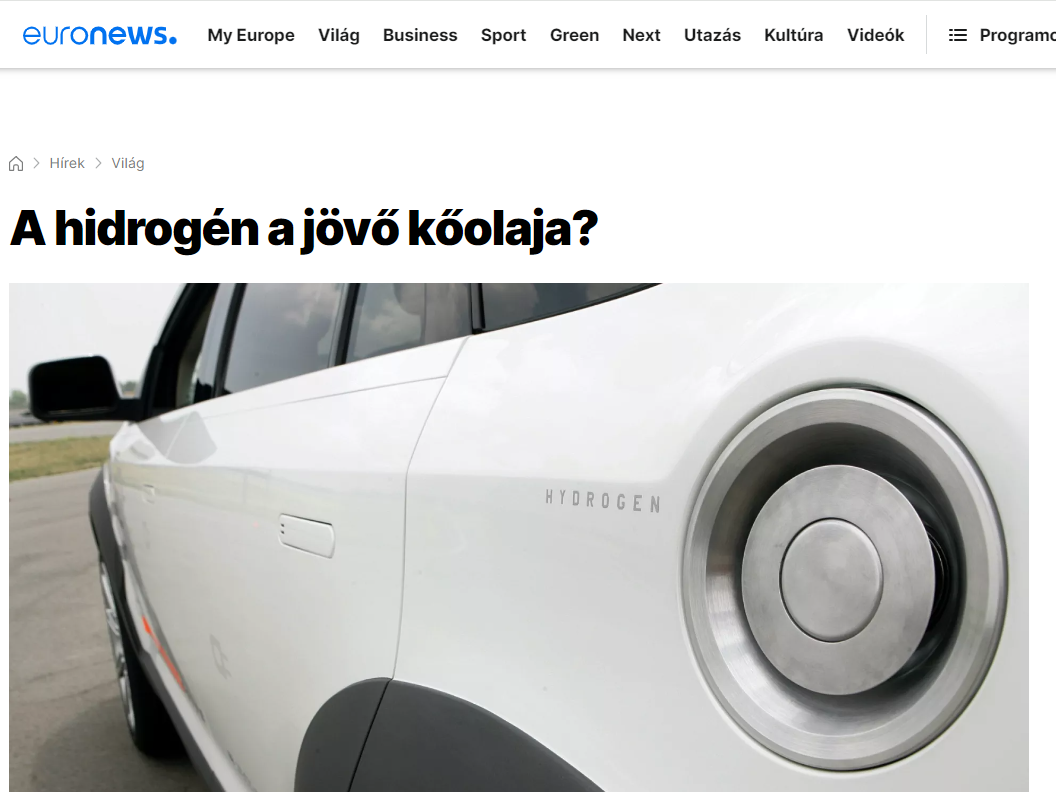 euronews. My Europe Világ Business Sport Green Next Utazás Kultúra Videók
Hírek Világ
A hidrogén a jövő kőolaja?
HYDROGEN